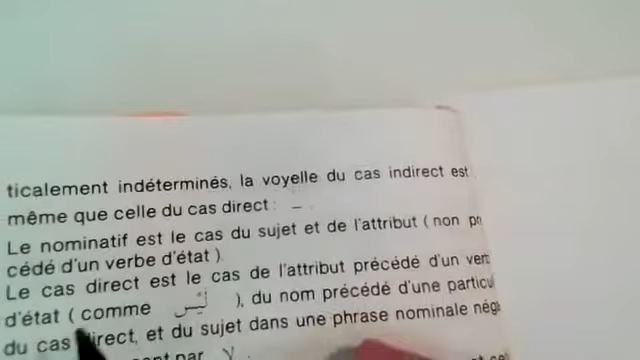 ticalement indéterminés, la voyelle du cas indirect est
même que celle du cas direct : –́ .
Le nominatif est le cas du sujet et de l'attribut ( non
cédé d'un verbe d'état ).
Le cas direct est le cas de l'attribut précédé d'un
d'état ( comme لَيْسَ ), du nom précédé d'une
du cas direct, et du sujet dans une phrase nominale
par